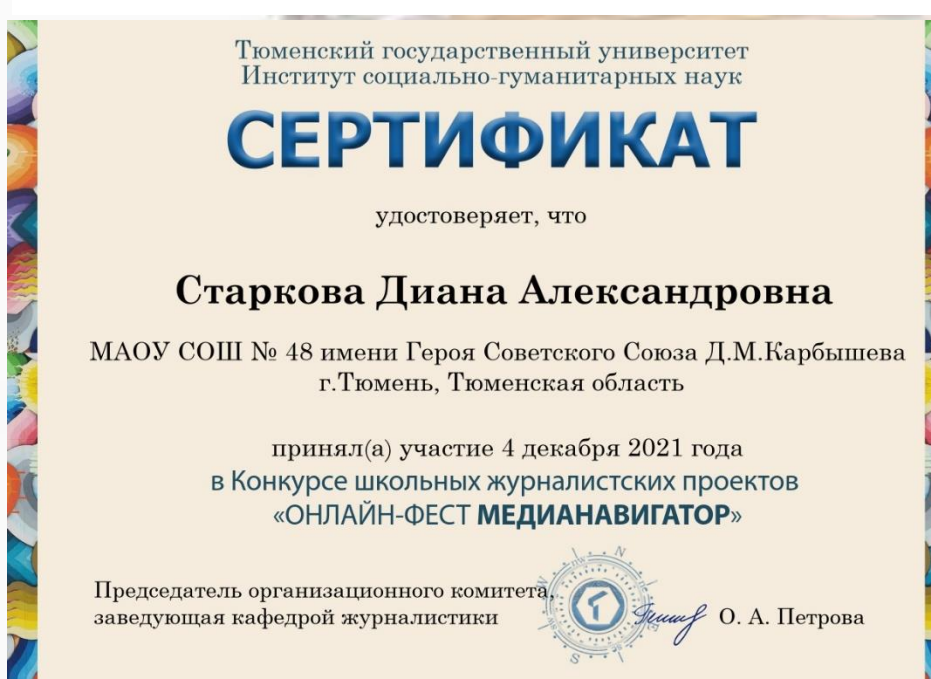 Тюменский государственный университет
Институт социально-гуманитарных наук
СЕРТИФИКАТ
удостоверяет, что
Старкова Диана Александровна
МАОУ СОШ № 48 имени Героя Советского Союза Д.М.Карбышева
г.Тюмень, Тюменская область
принял(а) участие 4 декабря 2021 года
в Конкурсе школьных журналистских проектов
«ОНЛАЙН-ФЕСТ МЕДИАНАВИГАТОР»
Председатель организационного комитета,
заведующая кафедрой журналистики
О. А. Петрова
N
S